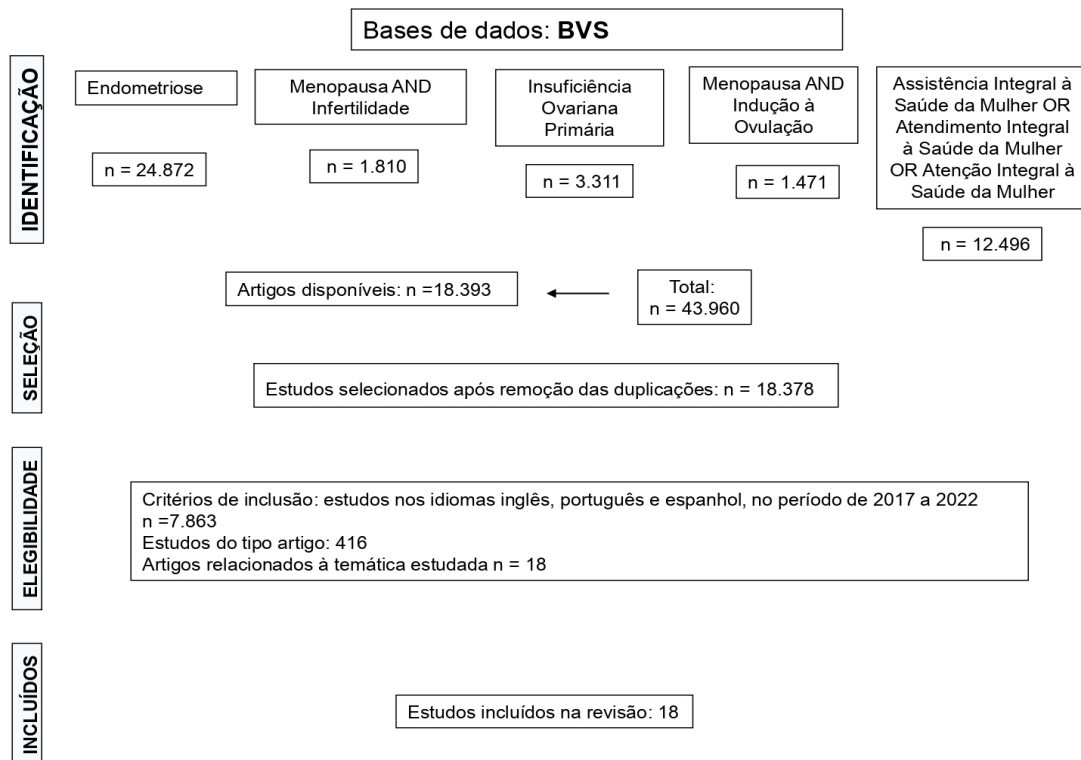 Bases de dados: BVS
IDENTIFICAÇÃO
Endometriose
n = 24.872
Menopausa AND
Infertilidade
n = 1.810
Insuficiência
Ovariana
Primária
n = 3.311
Menopausa AND
Indução à
Ovulação
n = 1.471
Assistência Integral à
Saúde da Mulher OR
Atendimento Integral
à Saúde da Mulher
OR Atenção Integral à
Saúde da Mulher
n = 12.496
Artigos disponíveis: n =18.393
Total:
n = 43.960
SELEÇÃO
Estudos selecionados após remoção das duplicações: n = 18.378
ELEGIBILIDADE
Critérios de inclusão: estudos nos idiomas inglês, português e espanhol, no período de 2017 a 2022
n =7.863
Estudos do tipo artigo: 416
Artigos relacionados à temática estudada n = 18
INCLUÍDOS
Estudos incluídos na revisão: 18